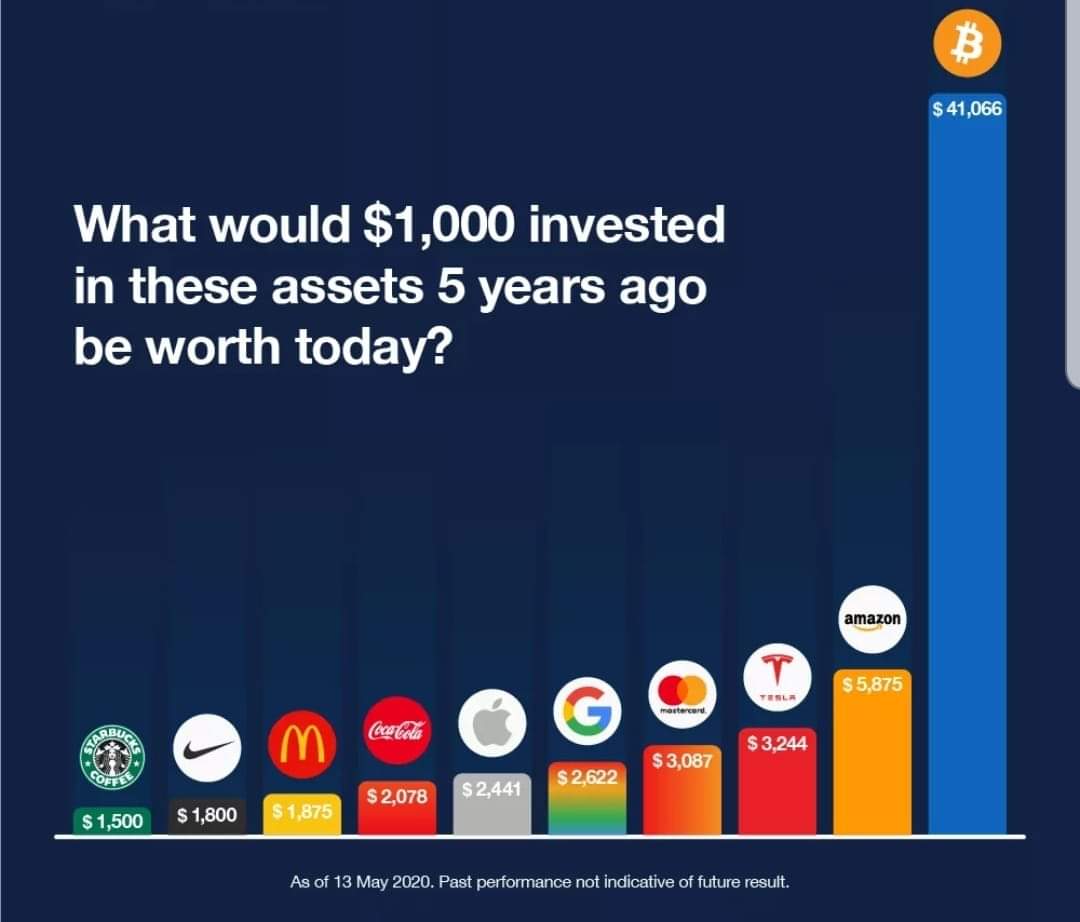 $ 41,066
What would $1,000 invested
in these assets 5 years ago
be worth today?
amazon
$ 5,875
TESLA
$ 3,244
mastercard.
$ 3,087
$ 2,622
$ 2,441
Coca-Cola
$ 2,078
$ 1,875
$ 1,800
STARBUCKS
COFFEE
$ 1,500
As of 13 May 2020. Past performance not indicative of future result.